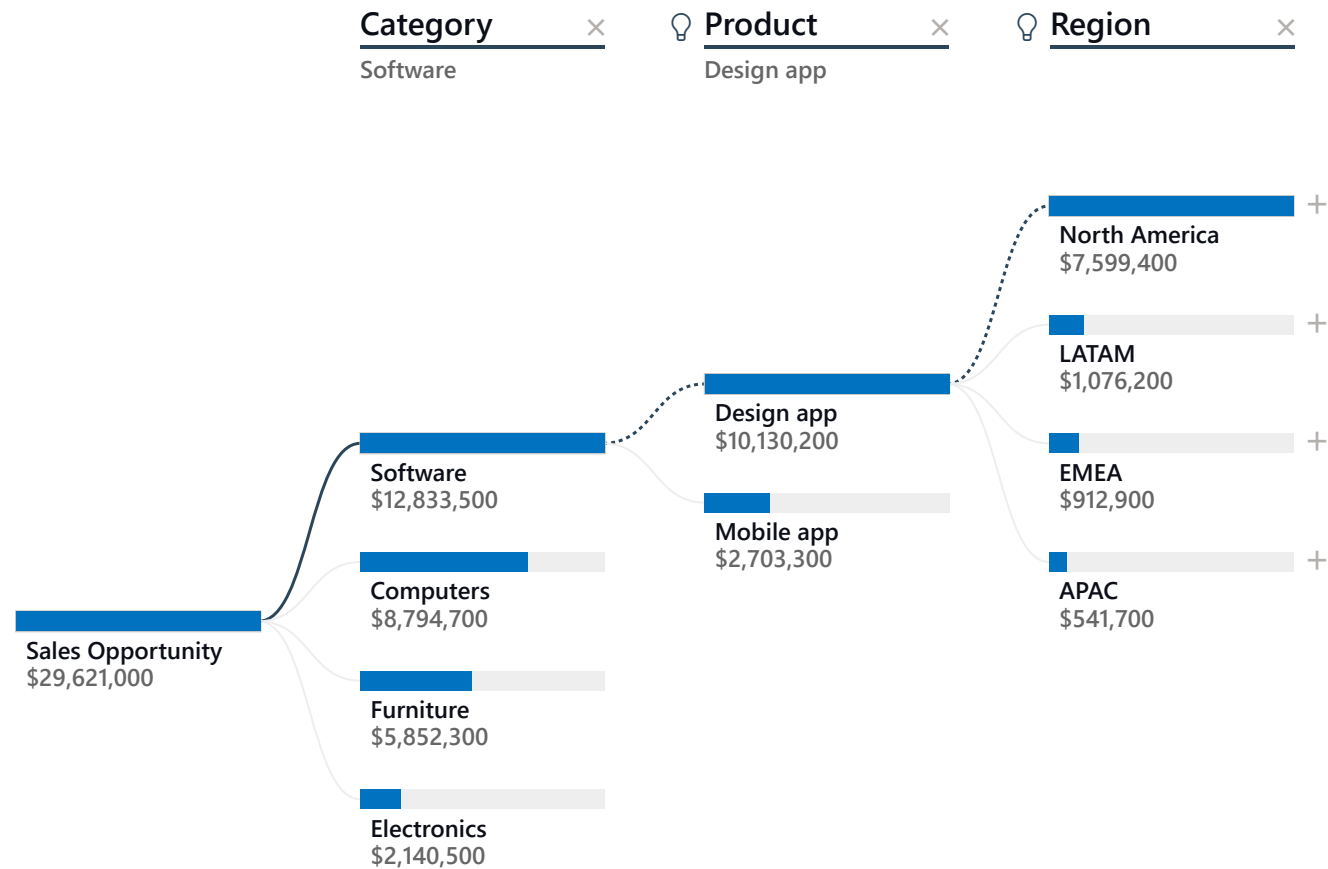 Category
Software
Product
Design app
Region
North America
$7,599,400
LATAM
$1,076,200
Design app
$10,130,200
EMEA
$912,900
Software
$12,833,500
Mobile app
$2,703,300
APAC
$541,700
Computers
$8,794,700
Sales Opportunity
$29,621,000
Furniture
$5,852,300
Electronics
$2,140,500